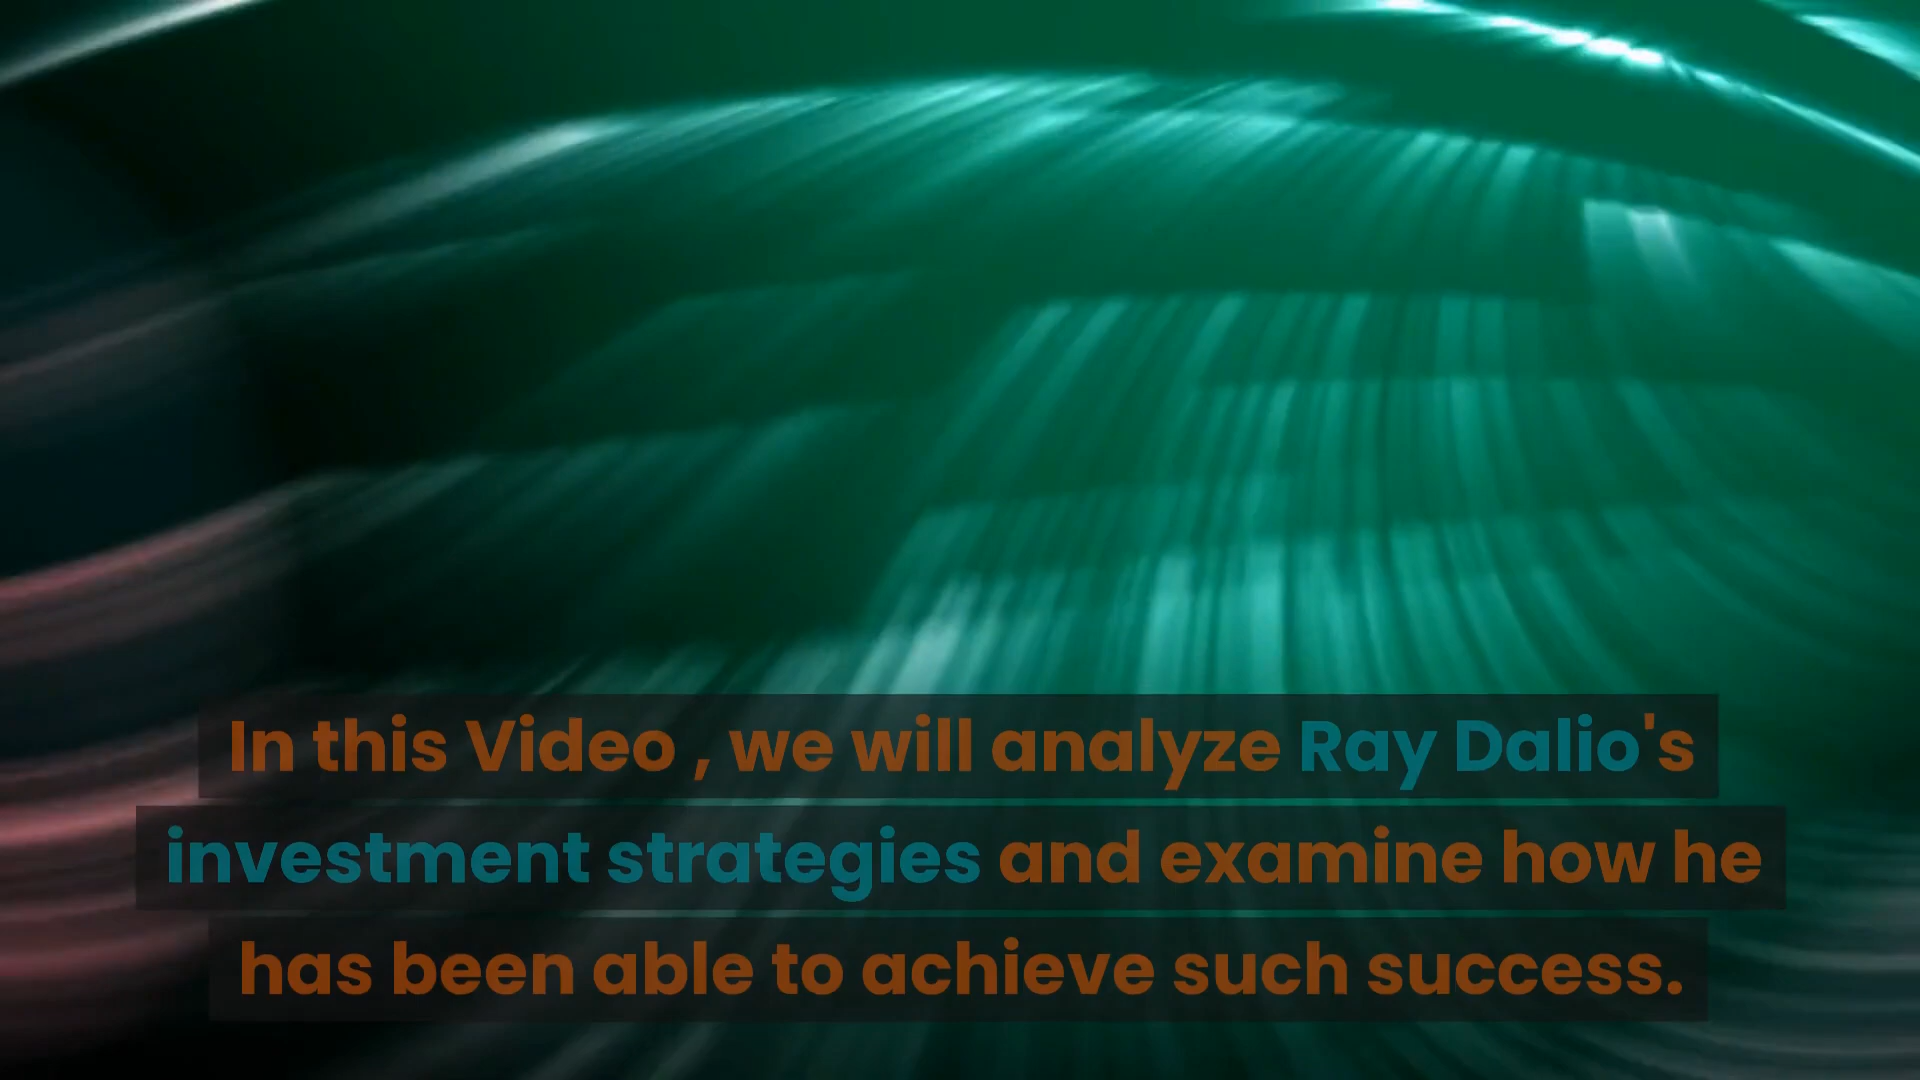 In this Video , we will analyze Ray Dalio's
investment strategies and examine how he
has been able to achieve such success.